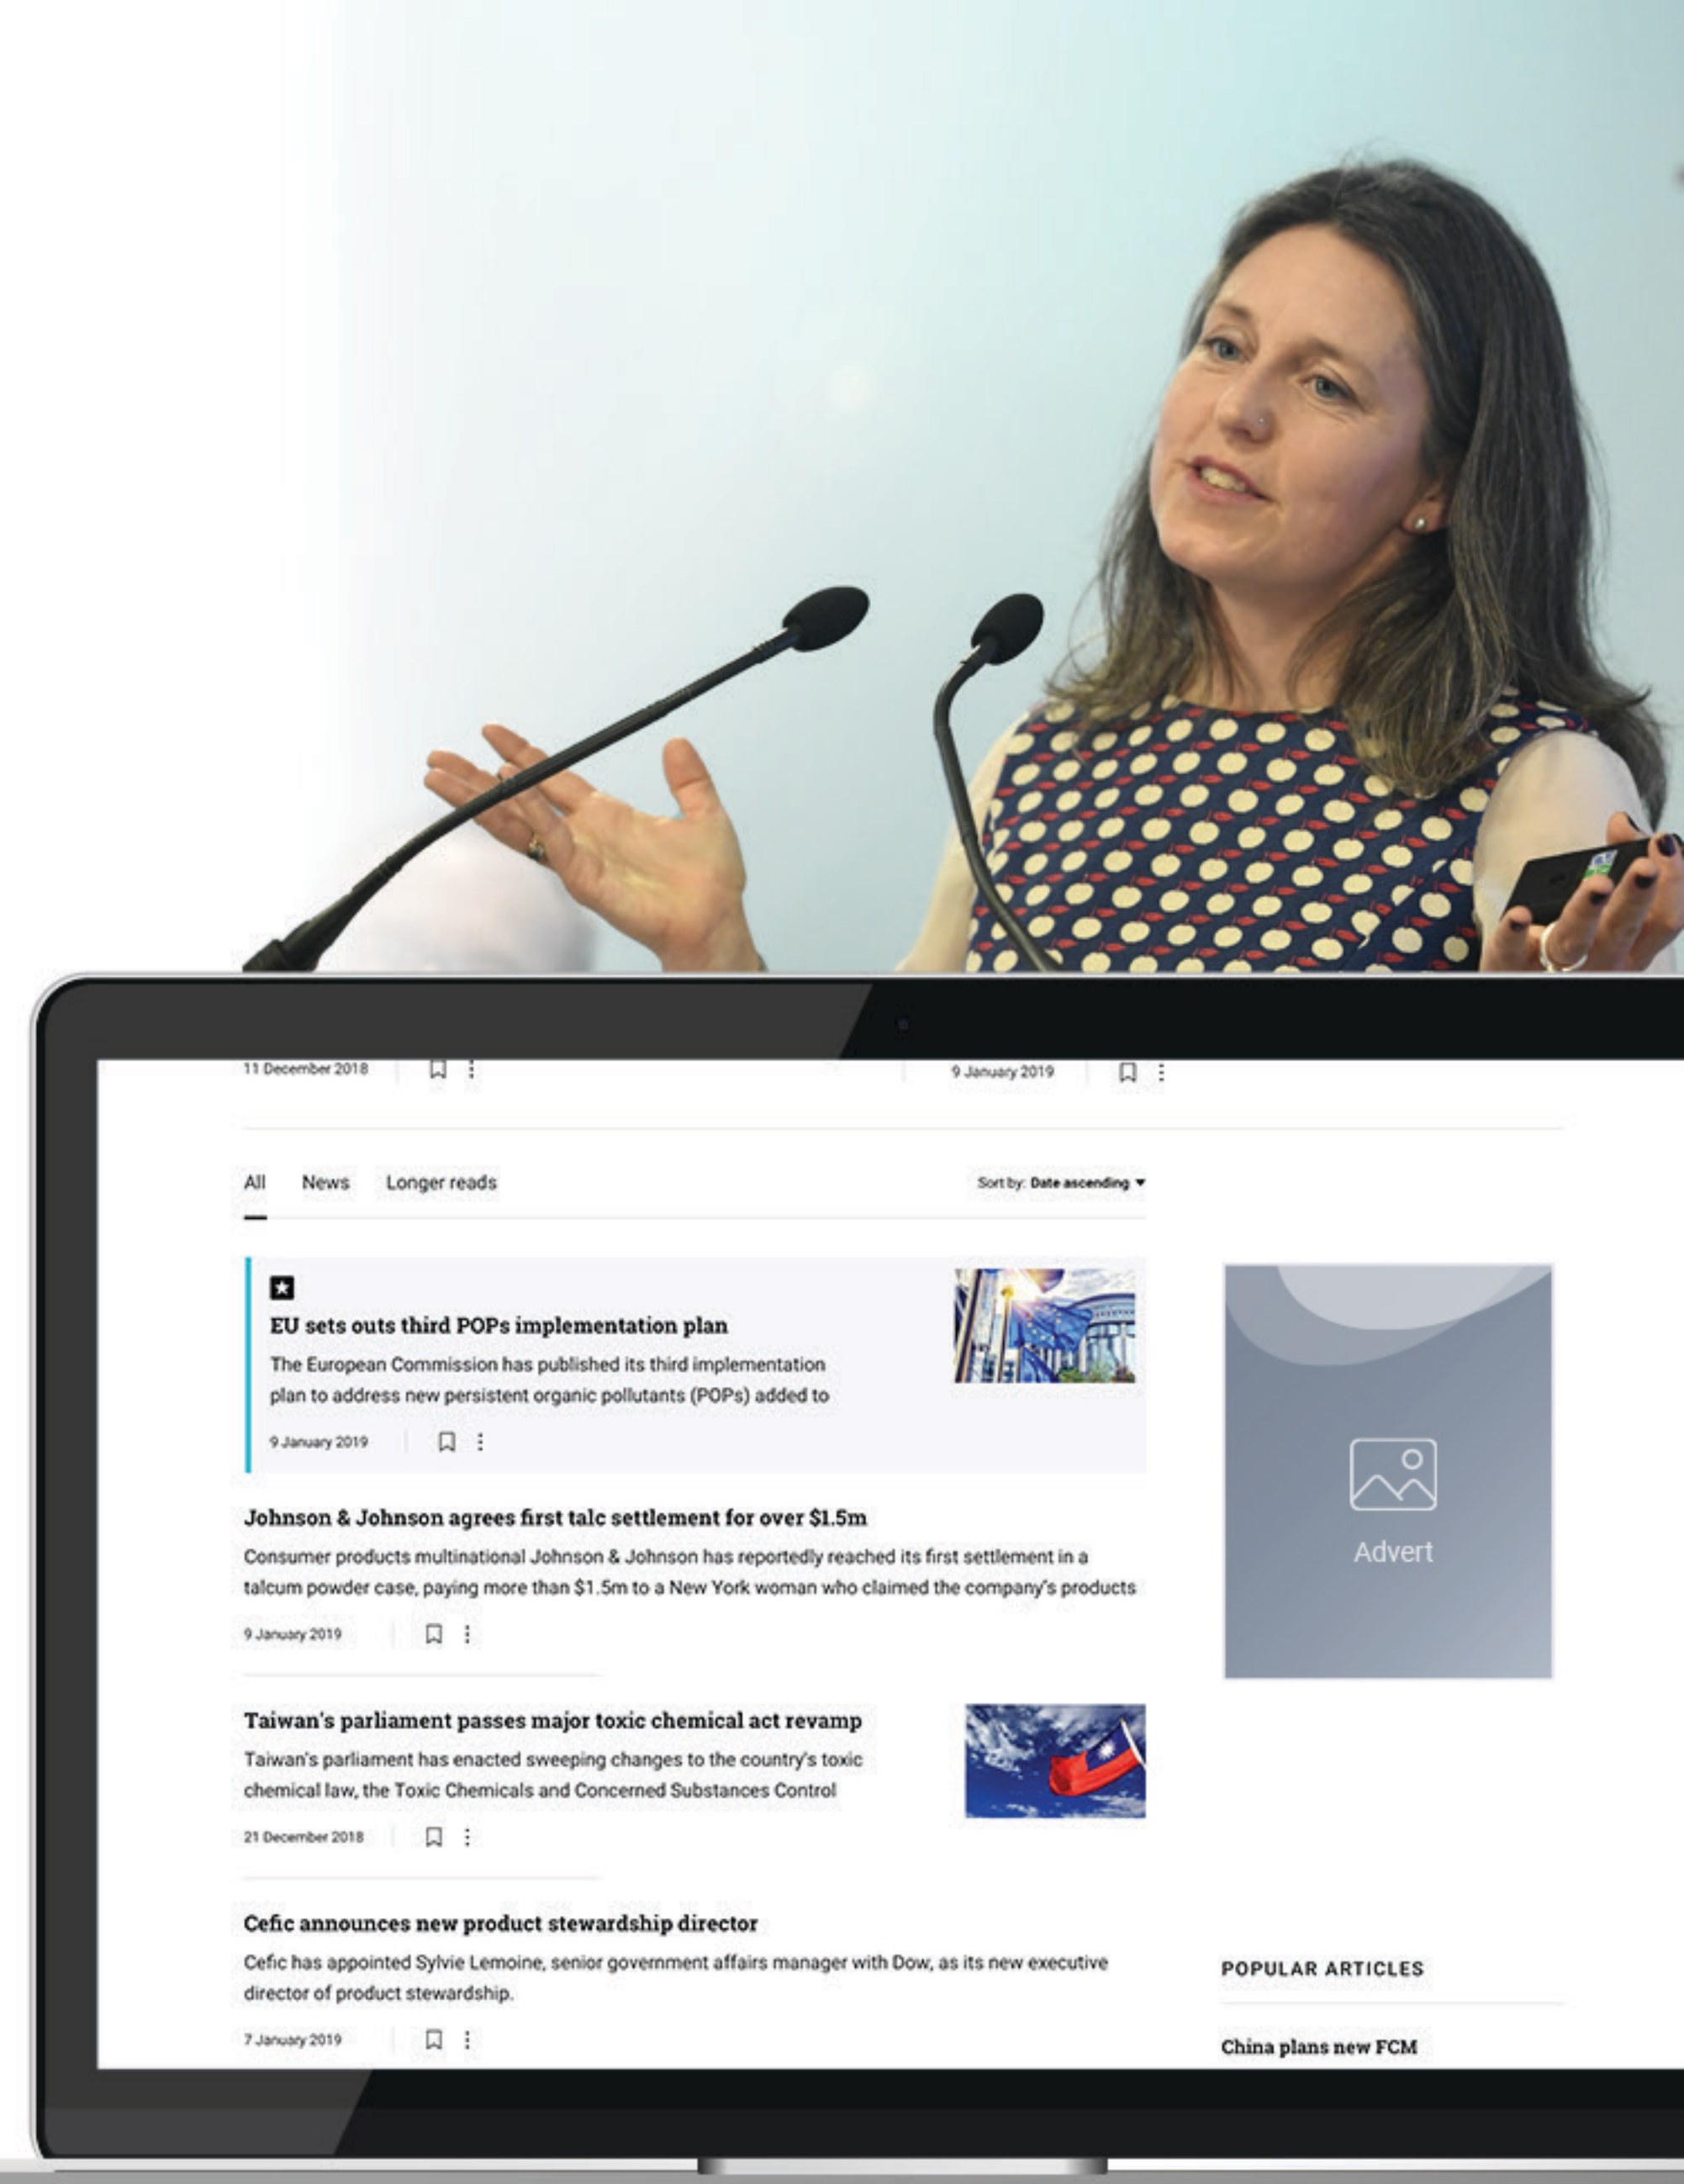 11 December 2018
9 January 2019
All News Longer reads
Sort by: Date ascending
EU sets outs third POPs implementation plan
The European Commission has published its third implementation
plan to address new persistent organic pollutants (POPs) added to
9 January 2019
Johnson & Johnson agrees first talc settlement for over $1.5m
Consumer products multinational Johnson & Johnson has reportedly reached its first settlement in a
talcum powder case, paying more than $1.5m to a New York woman who claimed the company's products
9 January 2019
Taiwan's parliament passes major toxic chemical act revamp
Taiwan's parliament has enacted sweeping changes to the country's toxic
chemical law, the Toxic Chemicals and Concerned Substances Control
21 December 2018
Cefic announces new product stewardship director
Cefic has appointed Sylvie Lemoine, senior government affairs manager with Dow, as its new executive
director of product stewardship.
7 January 2019
Advert
POPULAR ARTICLES
China plans new FCM